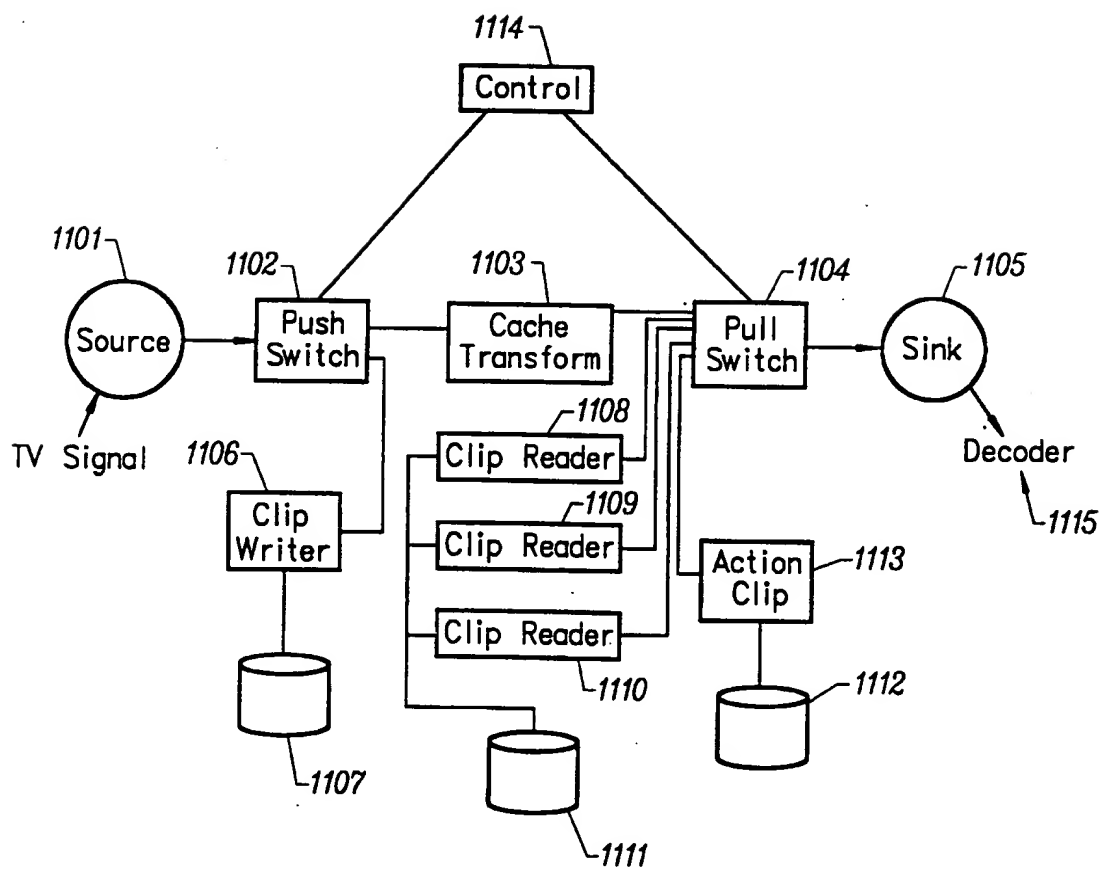 1114
Control
1101
1102
1103
1104
1105
Source
Push
Switch
Cache
Transform
Pull
Switch
Sink
TV Signal
1106
1108
Clip Reader
Decoder
Clip
Writer
1109
Clip Reader
1115
Action
Clip
1113
Clip Reader
1110
1112
1107
1111